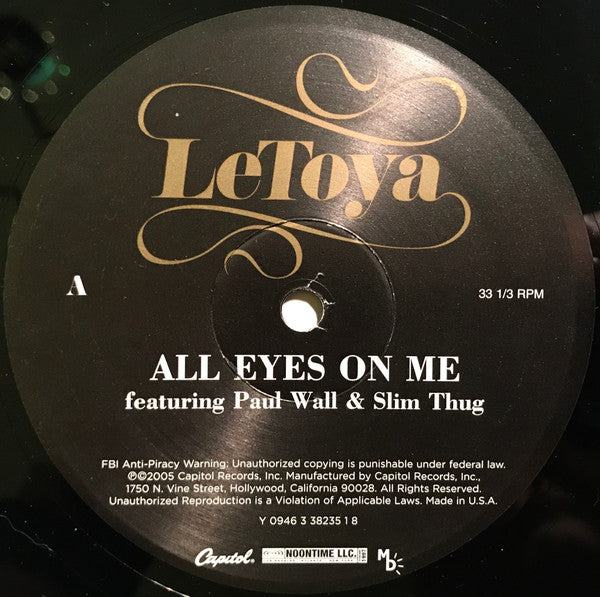 LeToya
A
33 1/3 RPM
ALL EYES ON ME
featuring Paul Wall & Slim Thug
FBI Anti-Piracy Warning: Unauthorized copying is punishable under federal law.
℗©2005 Capitol Records, Inc. Manufactured by Capitol Records, Inc.,
1750 N. Vine Street, Hollywood, California 90028. All Rights Reserved.
Unauthorized Reproduction is a Violation of Applicable Laws. Made in U.S.A.
Y 0946 3 38235 1 8
Capitol. NOONTIME LLC. MD